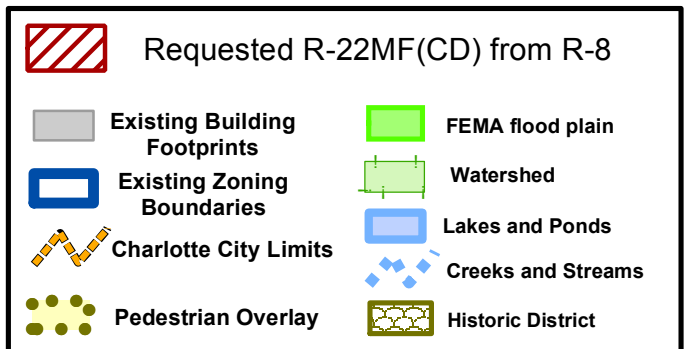 Requested R-22MF(CD) from R-8
Existing Building
Footprints
Existing Zoning
Boundaries
Charlotte City Limits
Pedestrian Overlay
FEMA flood plain
Watershed
Lakes and Ponds
Creeks and Streams
Historic District